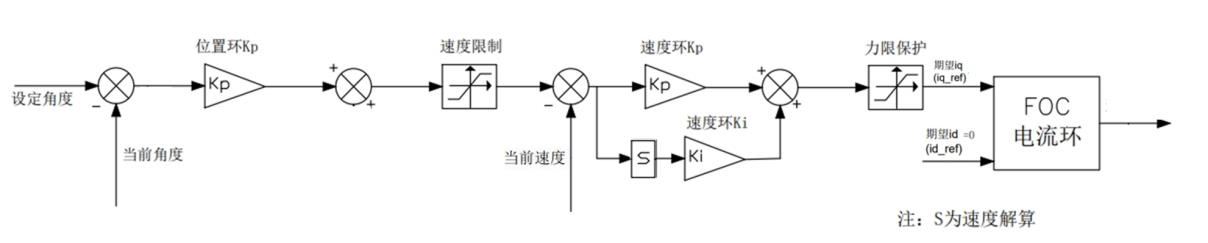 位置环Kp
速度限制
速度环Kp
力限保护
设定角度
Kp
+
+
−
Kp
+
+
期望iq
(iq_ref)
FOC
电流环
−
当前角度
当前速度
速度环Ki
S
Ki
期望id =0
(id_ref)
注：S为速度解算